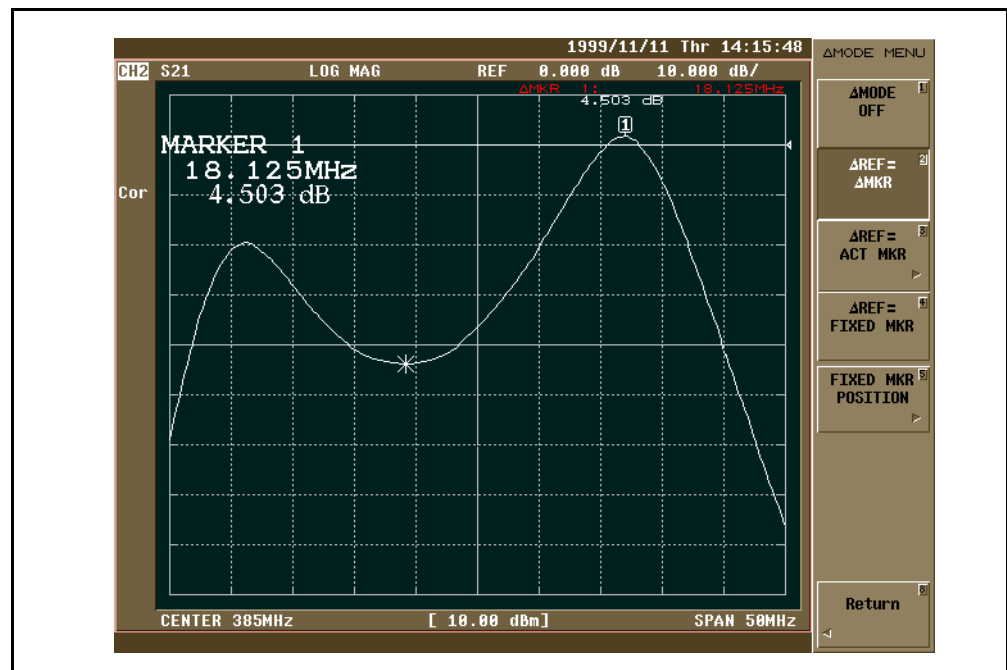 1999/11/11 Thr 14:15:48
CH2 S21 LOG MAG REF 0.000 dB 10.000 dB/
ΔMKR 1: 18.125MHz
4.503 dB
1
MARKER 1
18.125MHz
4.503 dB
Cor
CENTER 385MHz [ 10.00 dBm] SPAN 50MHz
ΔMODE MENU
ΔMODE 1
OFF
ΔREF= 2
ΔMKR
ΔREF= 3
ACT MKR
ΔREF= 4
FIXED MKR
FIXED MKR 5
POSITION
8
Return